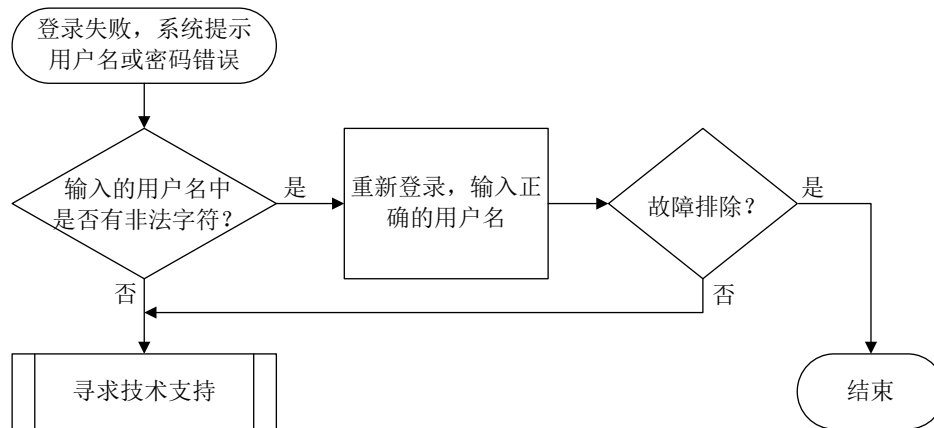 登录失败，系统提示
用户名或密码错误
输入的用户名中
是否有非法字符？
是
重新登录，输入正
确的用户名
故障排除？
是
否
否
寻求技术支持
结束